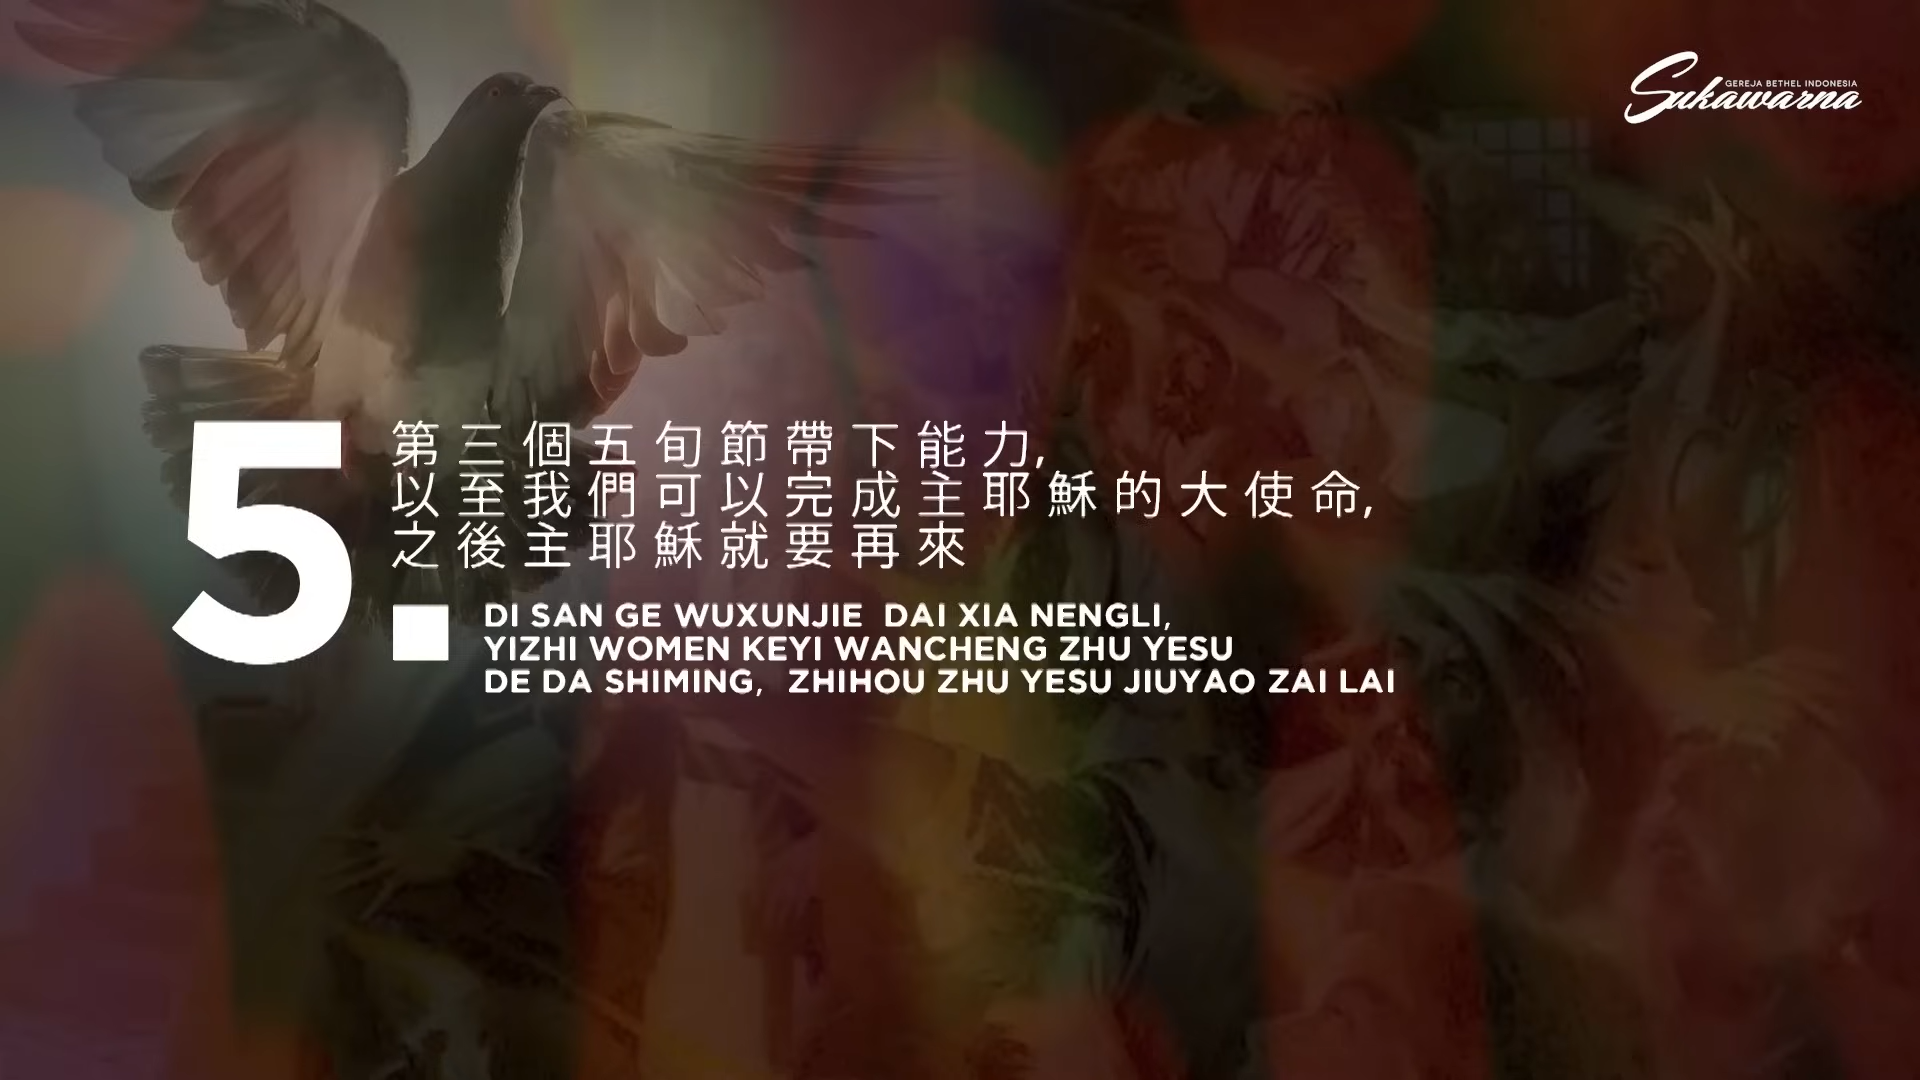 GEREJA BETHEL INDONESIA
Sukawarna
5.
第三個五旬節帶下能力,
以至我們可以完成主耶穌的大使命,
之後主耶穌就要再來
DI SAN GE WUXUNJIE DAI XIA NENGLI,
YIZHI WOMEN KEYI WANCHENG ZHU YESU
DE DA SHIMING, ZHIHOU ZHU YESU JIUYAO ZAI LAI